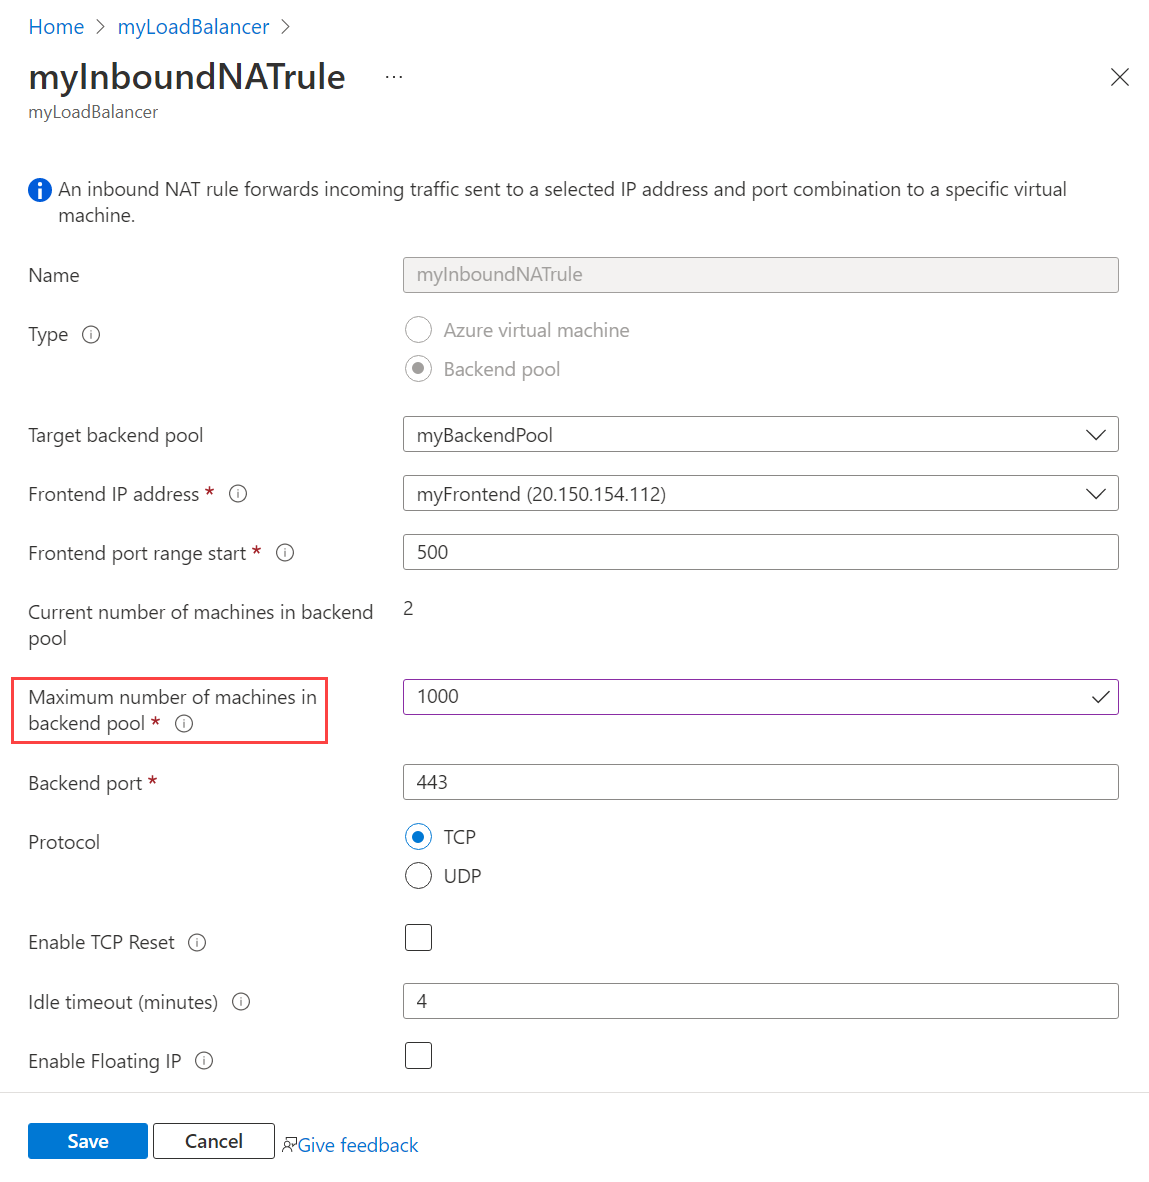 Home > myLoadBalancer >
myInboundNATrule ...
myLoadBalancer
An inbound NAT rule forwards incoming traffic sent to a selected IP address and port combination to a specific virtual
machine.
Name
myInboundNATrule
Type
Azure virtual machine
Backend pool
Target backend pool
myBackendPool
Frontend IP address *
myFrontend (20.150.154.112)
Frontend port range start *
500
Current number of machines in backend
pool
2
Maximum number of machines in
backend pool *
1000
Backend port *
443
Protocol
TCP
UDP
Enable TCP Reset
Idle timeout (minutes)
4
Enable Floating IP
Save
Cancel
Give feedback